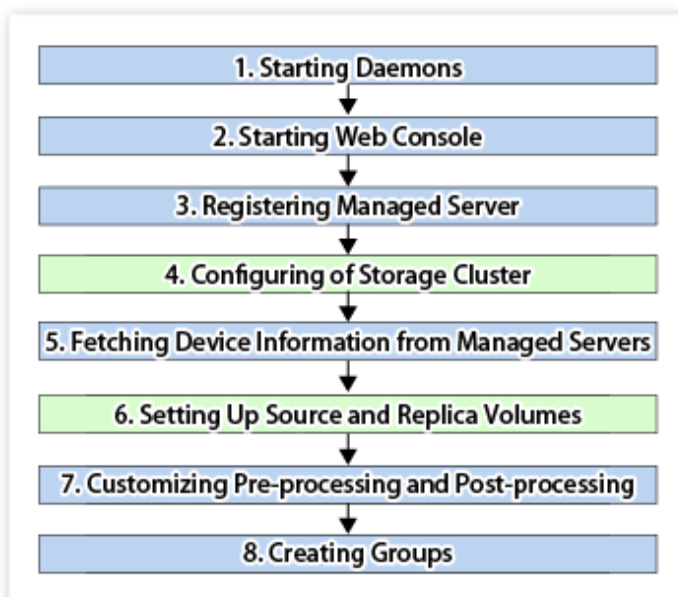 1. Starting Daemons
2. Starting Web Console
3. Registering Managed Server
4. Configuring of Storage Cluster
5. Fetching Device Information from Managed Servers
6. Setting Up Source and Replica Volumes
7. Customizing Pre-processing and Post-processing
8. Creating Groups